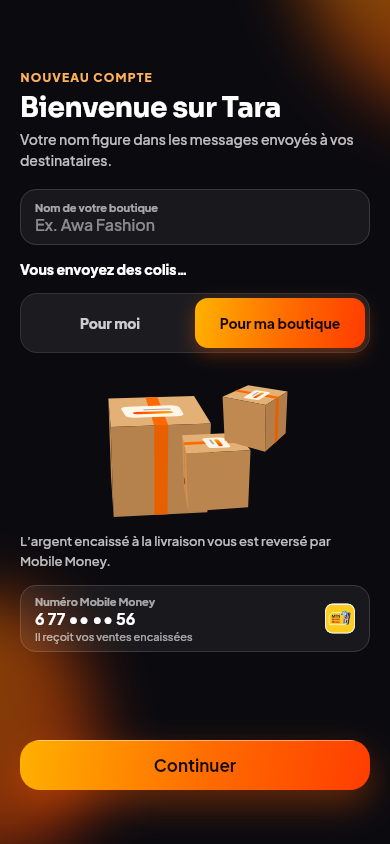 NOUVEAU COMPTE
Bienvenue sur Tara
Votre nom figure dans les messages envoyés à vos
destinataires.
Nom de votre boutique
Ex. Awa Fashion
Vous envoyez des colis…
Pour moi
Pour ma boutique
L’argent encaissé à la livraison vous est reversé par
Mobile Money.
Numéro Mobile Money
6 77 •• •• 56
Il reçoit vos ventes encaissées
Continuer